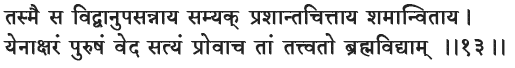 तस्मै स विद्वानुपसन्नाय सम्यक् प्रशान्तचित्ताय शमान्विताय ।
येनाक्षरं पुरुषं वेद सत्यं प्रोवाच तां तत्त्वतो ब्रह्मविद्याम् ।।१३।।